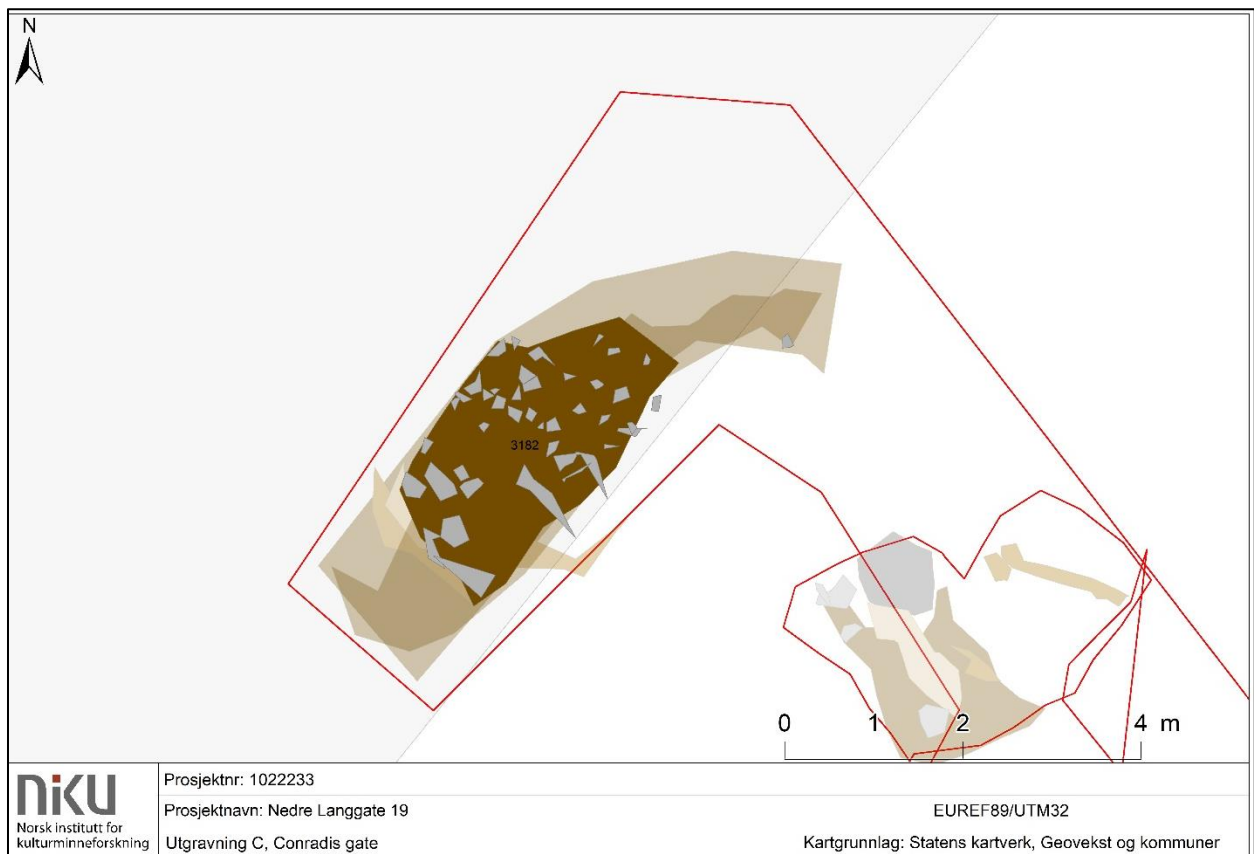 N
3182
0 1 2 4 m
niku
Norsk institutt for
kulturminneforskning
Prosjektnr: 1022233
Prosjektnavn: Nedre Langgate 19
Utgravning C, Conradis gate
EUREF89/UTM32
Kartgrunnlag: Statens kartverk, Geovekst og kommuner